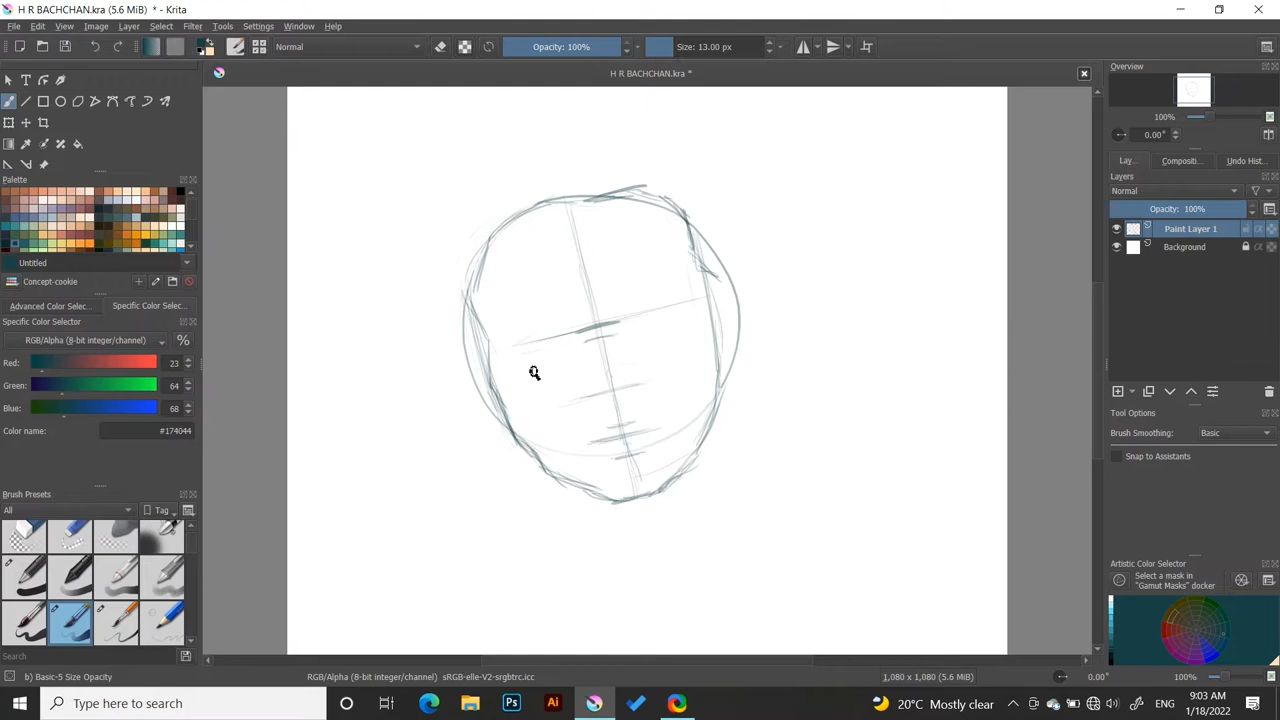 H R BACHCHAN.kra (5.6 MiB) * - Krita
File Edit View Image Layer Select Filter Tools Settings Window Help
Normal
Opacity: 100%
Size: 13.00 px
H R BACHCHAN.kra *
Palette
Untitled
Concept-cookie
Advanced Color Selec...
Specific Color Selec...
Specific Color Selector
RGB/Alpha (8-bit integer/channel)
%
Red: 23
Green: 64
Blue: 68
Color name: #174044
Brush Presets
All
Tag
Search
b) Basic-5 Size Opacity
RGB/Alpha (8-bit integer/channel) sRGB-elle-V2-srgbtrc.icc
1,080 x 1,080 (5.6 MiB)
0.00°
100%
Overview
100%
0.00°
Lay...
Compositi...
Undo Hist...
Layers
Normal
Opacity: 100%
Paint Layer 1
Background
Tool Options
Brush Smoothing: Basic
Snap to Assistants
Artistic Color Selector
Select a mask in
"Gamut Masks" docker
Type here to search
Ps
Ai
20°C Mostly clear
ENG
9:03 AM
1/18/2022